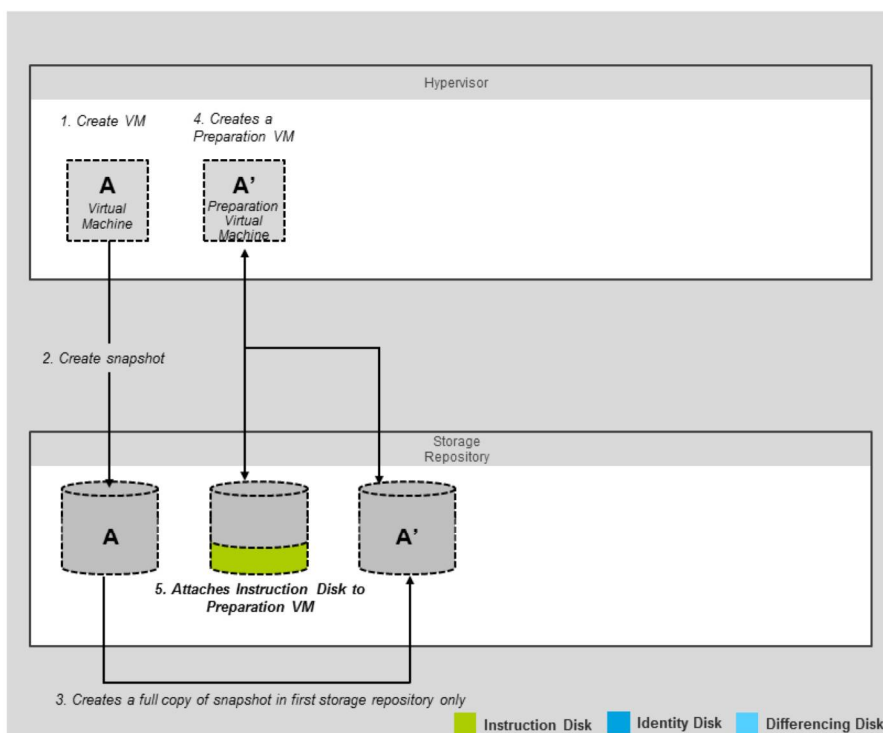 Hypervisor
1. Create VM
4. Creates a
Preparation VM
A
Virtual
Machine
A’
Preparation
Virtual
Machine
2. Create snapshot
Storage
Repository
A
A’
5. Attaches Instruction Disk to
Preparation VM
3. Creates a full copy of snapshot in first storage repository only
Instruction Disk
Identity Disk
Differencing Disk